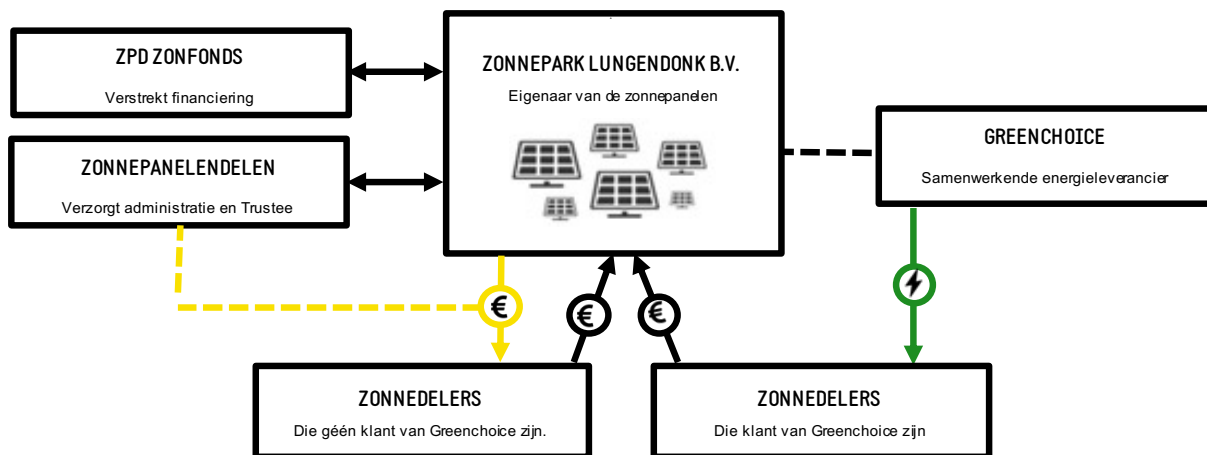 ZPD ZONFONDS
Verstrekt financiering
ZONNEPANELENDELEN
Verzorgt administratie en Trustee
ZONNEPARK LUNGENDONK B.V.
Eigenaar van de zonnepanelen
GREENCHOICE
Samenwerkende energieleverancier
€
€
€
ZONNEDELERS
Die géén klant van Greenchoice zijn.
ZONNEDELERS
Die klant van Greenchoice zijn